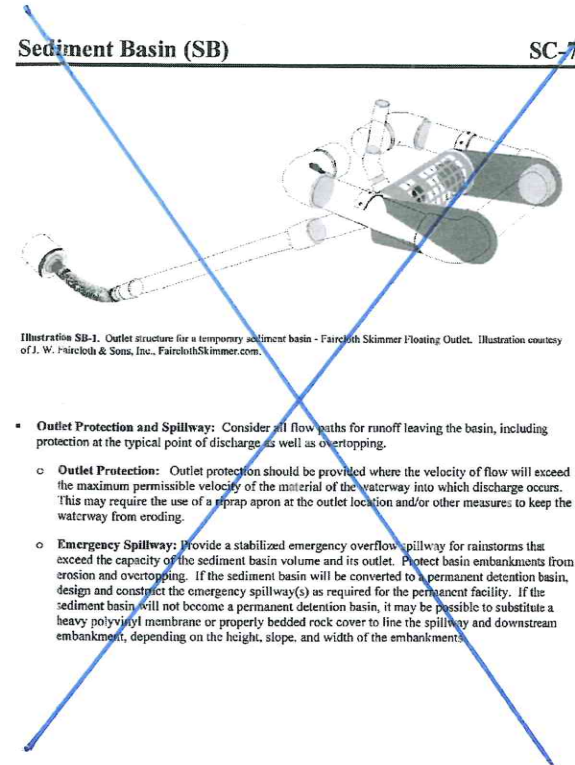 Sediment Basin (SB) SC-7
Illustration SB-1. Outlet structure for a temporary sediment basin - Faircloth Skimmer Floating Outlet. Illustration courtesy
of J. W. Faircloth & Sons, Inc., FairclothSkimmer.com.
▪ Outlet Protection and Spillway: Consider all flow paths for runoff leaving the basin, including
protection at the typical point of discharge as well as overtopping.
o Outlet Protection: Outlet protection should be provided where the velocity of flow will exceed
the maximum permissible velocity of the material of the waterway into which discharge occurs.
This may require the use of a riprap apron at the outlet location and/or other measures to keep the
waterway from eroding.
o Emergency Spillway: Provide a stabilized emergency overflow spillway for rainstorms that
exceed the capacity of the sediment basin volume and its outlet. Protect basin embankments from
erosion and overtopping. If the sediment basin will be converted to a permanent detention basin,
design and construct the emergency spillway(s) as required for the permanent facility. If the
sediment basin will not become a permanent detention basin, it may be possible to substitute a
heavy polyvinyl membrane or properly bedded rock cover to line the spillway and downstream
embankment, depending on the height, slope, and width of the embankments.